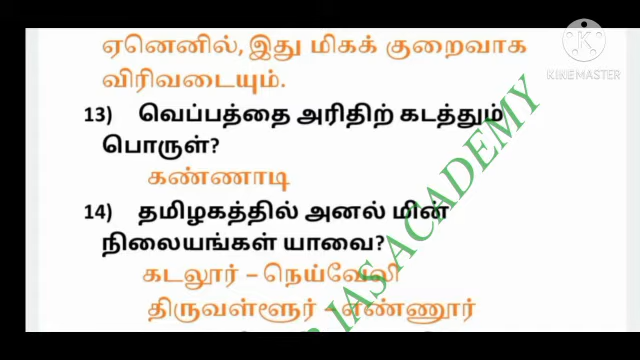 ஏனெனில், இது மிகக் குறைவாக
விரிவடையும்.
13) வெப்பத்தை அரிதிற் கடத்தும்
பொருள்?
கண்ணாடி
14) தமிழகத்தில் அனல் மின்
நிலையங்கள் யாவை?
கடலூர் – நெய்வேலி
திருவள்ளூர் – எண்ணூர்
IAS ACADEMY
KINEMASTER